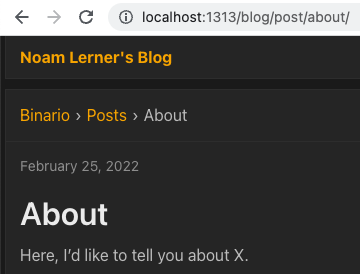 localhost:1313/blog/post/about/
Noam Lerner's Blog
Binario › Posts › About
February 25, 2022
About
Here, I’d like to tell you about X.